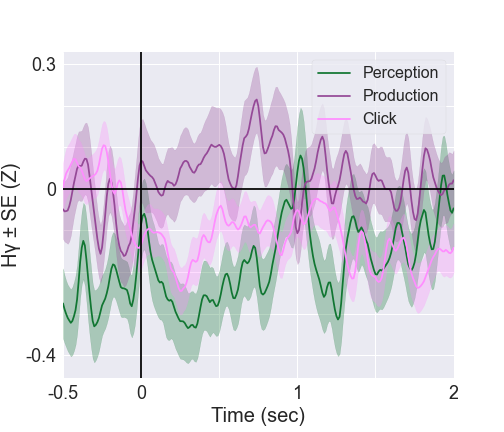 0.3
0
-0.4
Hγ ± SE (Z)
Perception
Production
Click
-0.5
0
1
2
Time (sec)